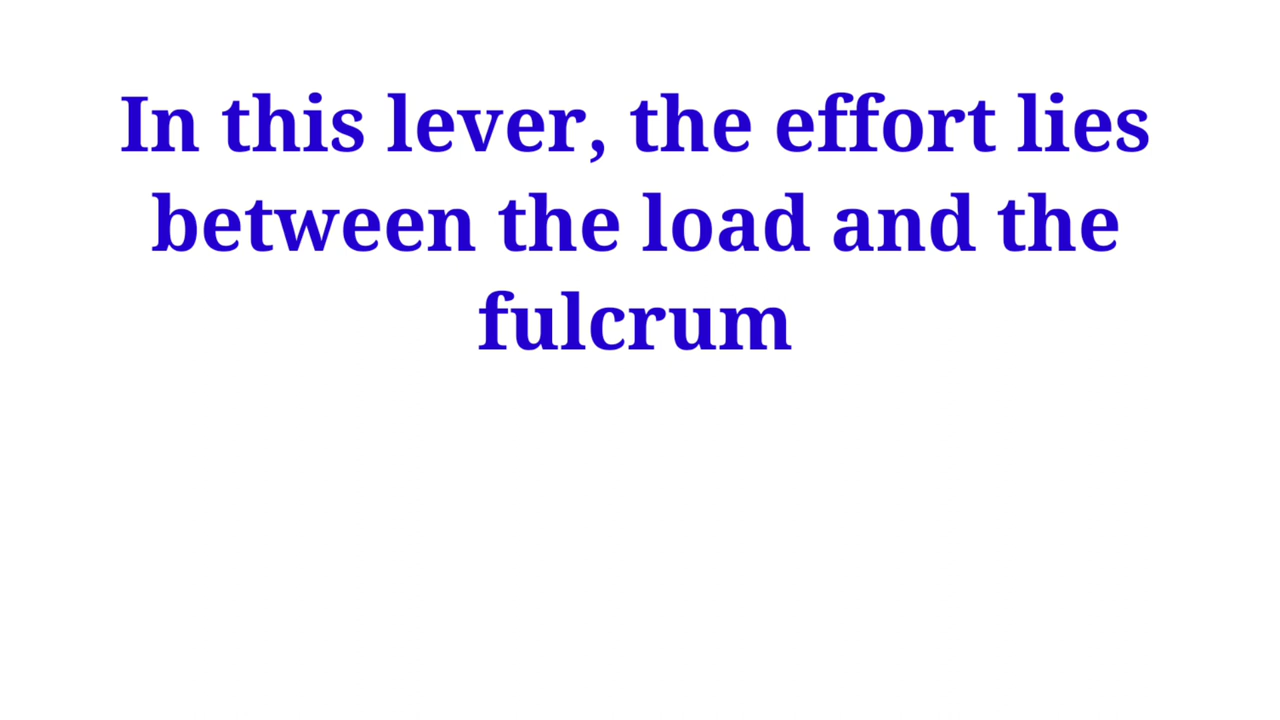 In this lever, the effort lies
between the load and the
fulcrum